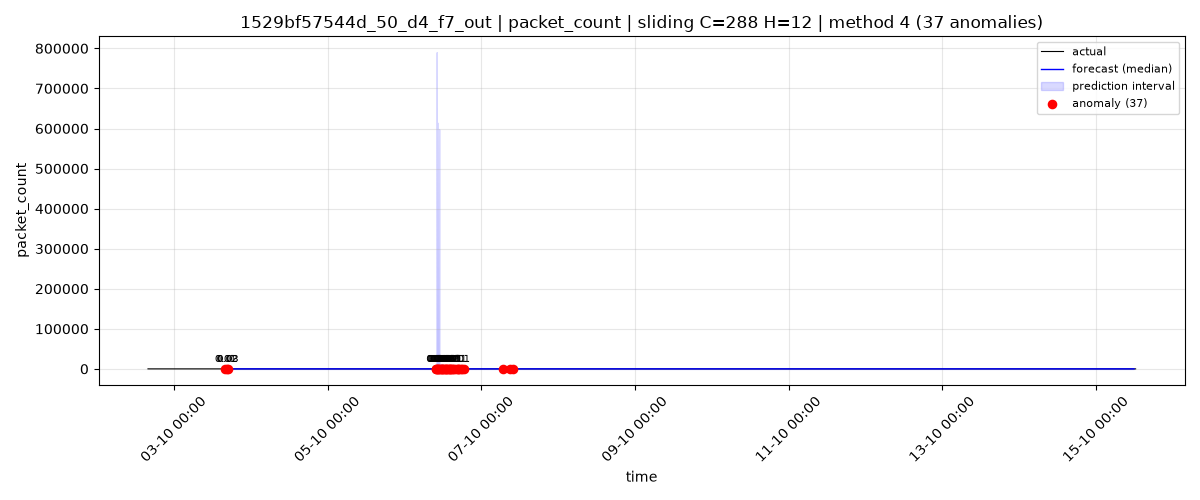 1529bf57544d_50_d4_f7_out | packet_count | sliding C=288 H=12 | method 4 (37 anomalies)
actual
forecast (median)
prediction interval
anomaly (37)
packet_count
800000
700000
600000
500000
400000
300000
200000
100000
0
03-10 00:00
05-10 00:00
07-10 00:00
09-10 00:00
11-10 00:00
13-10 00:00
15-10 00:00
time